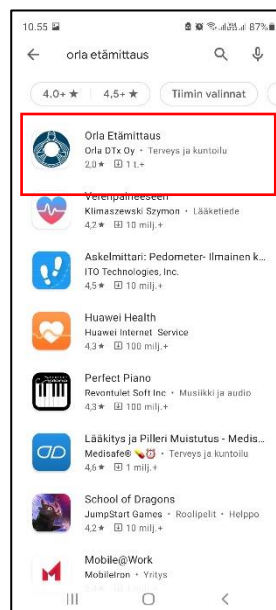 10.55 87%
orla etämittaus
4,0+ ★ 4,5+ ★ Tiimin valinnat
Orla Etämittaus
Orla DTx Oy • Terveys ja kuntoilu
2,0 ★ 1 t.+
Verenpaineeseen
Klimaszewski Szymon • Lääketiede
4,2 ★ 10 milj.+
Askelmittari: Pedometer- Ilmainen k...
ITO Technologies, Inc.
4,5 ★ 10 milj.+
Huawei Health
Huawei Internet Service
4,3 ★ 100 milj.+
Perfect Piano
Revontulet Soft Inc • Musiikki ja audio
4,3 ★ 100 milj.+
Lääkitys ja Pilleri Muistutus - Medis...
Medisafe® 💊⏰ • Terveys ja kuntoilu
4,6 ★ 1 milj.+
School of Dragons
JumpStart Games • Roolipelit • Helppo
4,2 ★ 10 milj.+
Mobile@Work
MobileIron • Yritys